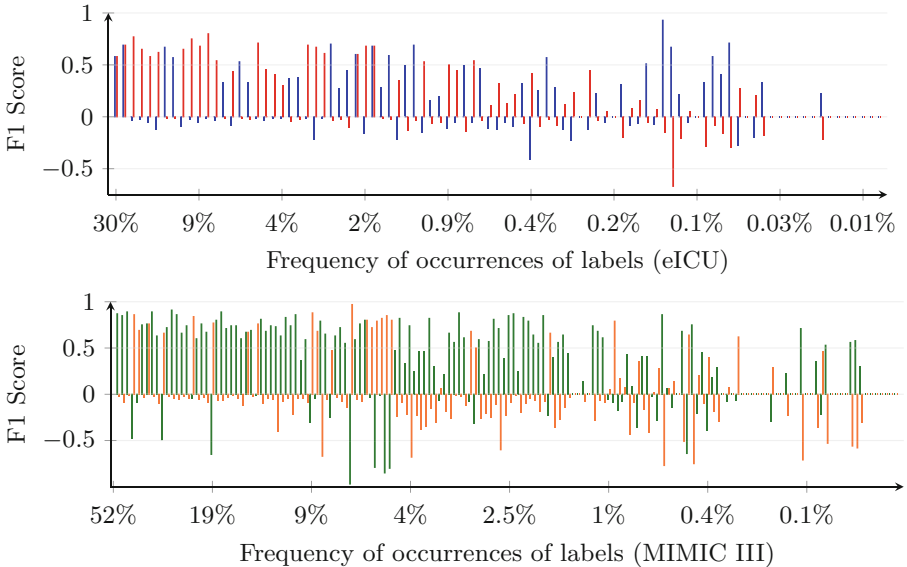 1
0.5
0
−0.5
F1 Score
30% 9% 4% 2% 0.9% 0.4% 0.2% 0.1% 0.03% 0.01%
Frequency of occurrences of labels (eICU)
1
0.5
0
−0.5
F1 Score
52% 19% 9% 4% 2.5% 1% 0.4% 0.1%
Frequency of occurrences of labels (MIMIC III)